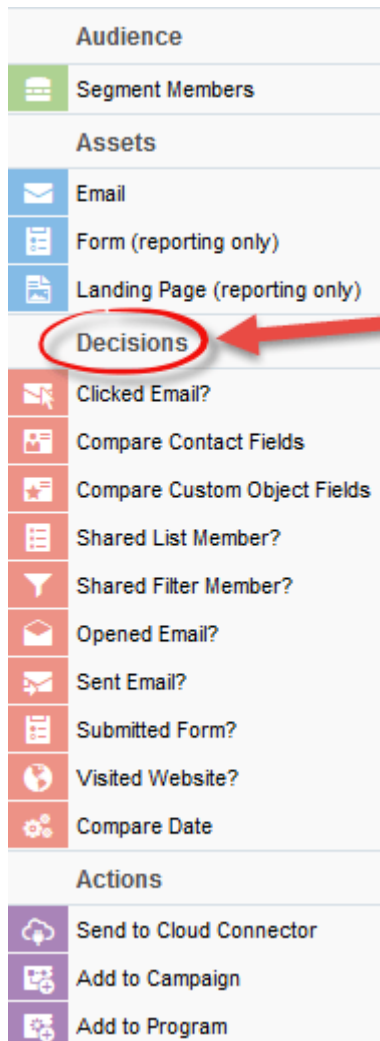 Audience
Segment Members
Assets
Email
Form (reporting only)
Landing Page (reporting only)
Decisions
Clicked Email?
Compare Contact Fields
Compare Custom Object Fields
Shared List Member?
Shared Filter Member?
Opened Email?
Sent Email?
Submitted Form?
Visited Website?
Compare Date
Actions
Send to Cloud Connector
Add to Campaign
Add to Program